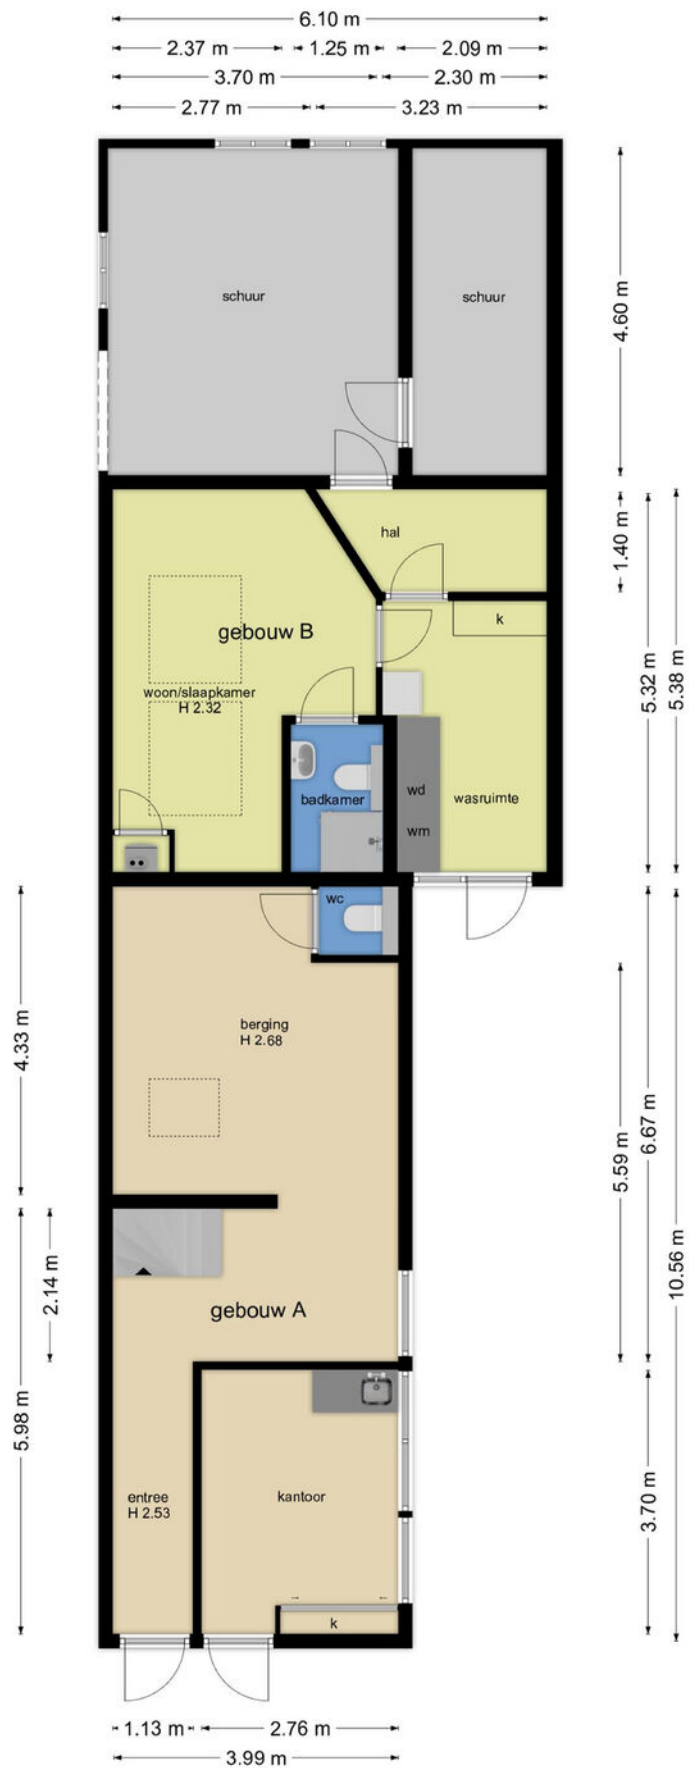 6.10 m
2.37 m
1.25 m
2.09 m
3.70 m
2.30 m
2.77 m
3.23 m
schuur
schuur
4.60 m
hal
1.40 m
k
gebouw B
woon/slaapkamer
H 2.32
5.32 m
5.38 m
badkamer
wd
wasruimte
wm
wc
berging
H 2.68
4.33 m
5.59 m
6.67 m
10.56 m
2.14 m
gebouw A
5.98 m
entree
H 2.53
kantoor
3.70 m
k
1.13 m
2.76 m
3.99 m